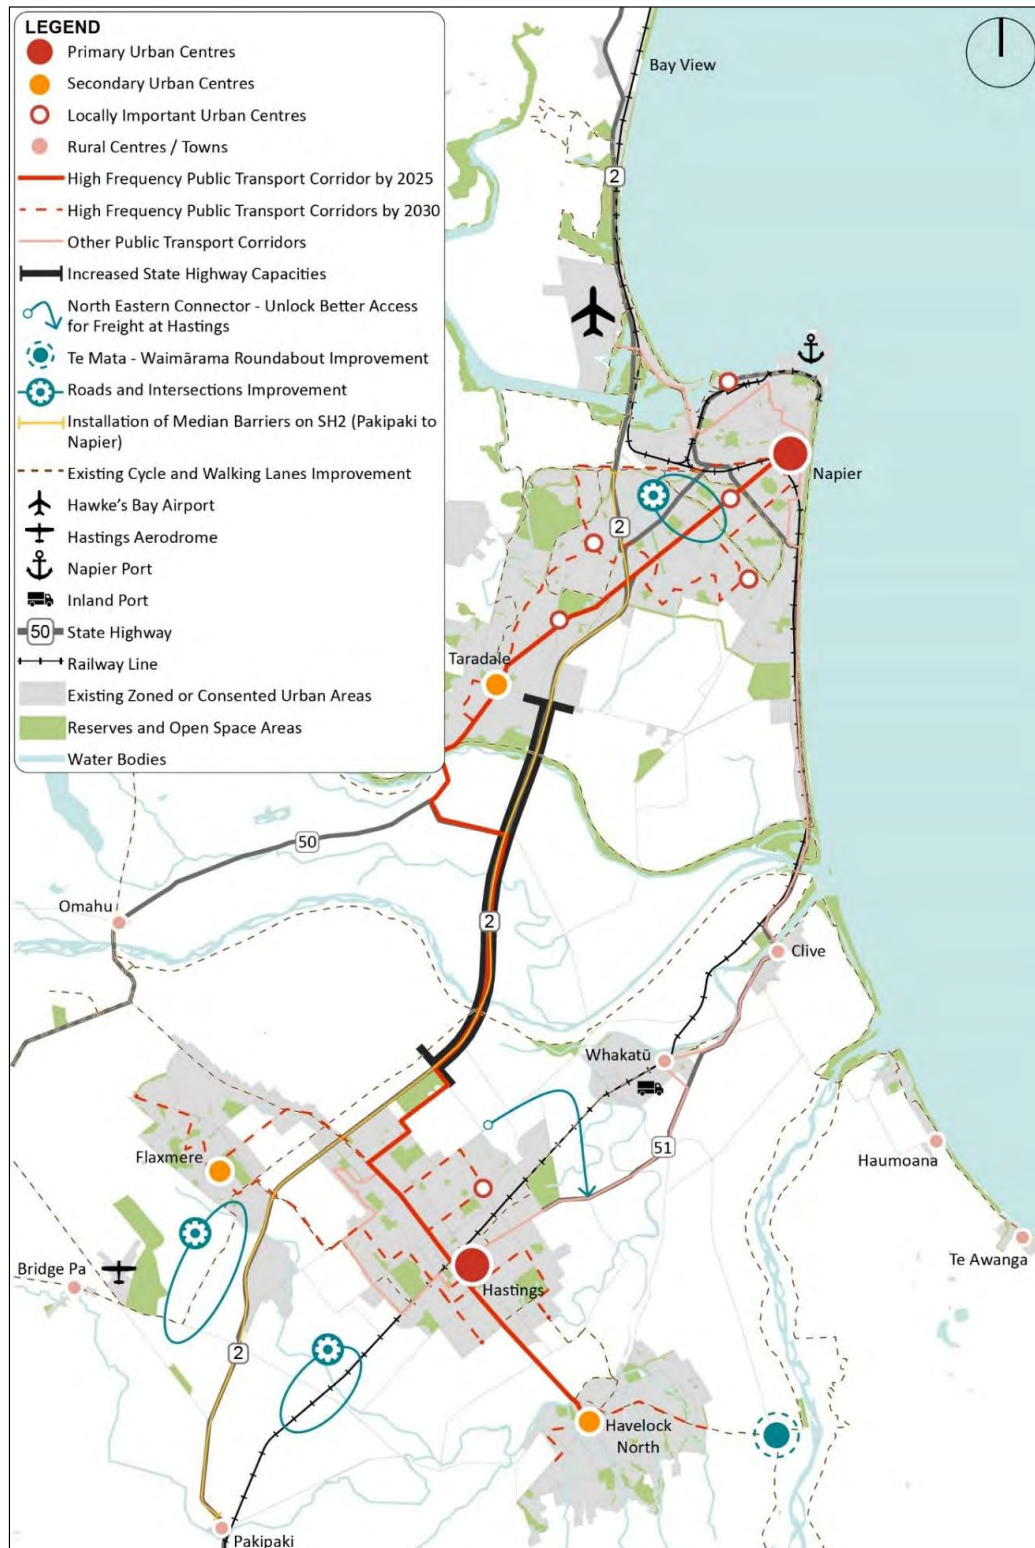 LEGEND
Primary Urban Centres
Secondary Urban Centres
Locally Important Urban Centres
Rural Centres / Towns
High Frequency Public Transport Corridor by 2025
High Frequency Public Transport Corridors by 2030
Other Public Transport Corridors
Increased State Highway Capacities
North Eastern Connector - Unlock Better Access
for Freight at Hastings
Te Mata - Waimārama Roundabout Improvement
Roads and Intersections Improvement
Installation of Median Barriers on SH2 (Pakipaki to
Napier)
Existing Cycle and Walking Lanes Improvement
Hawke's Bay Airport
Hastings Aerodrome
Napier Port
Inland Port
50 State Highway
Railway Line
Existing Zoned or Consented Urban Areas
Reserves and Open Space Areas
Water Bodies
Bay View
2
Napier
2
Taradale
50
Omahu
2
Clive
Whakatū
51
Flaxmere
Haumoana
Te Awanga
Bridge Pa
Hastings
2
Havelock
North
Pakipaki